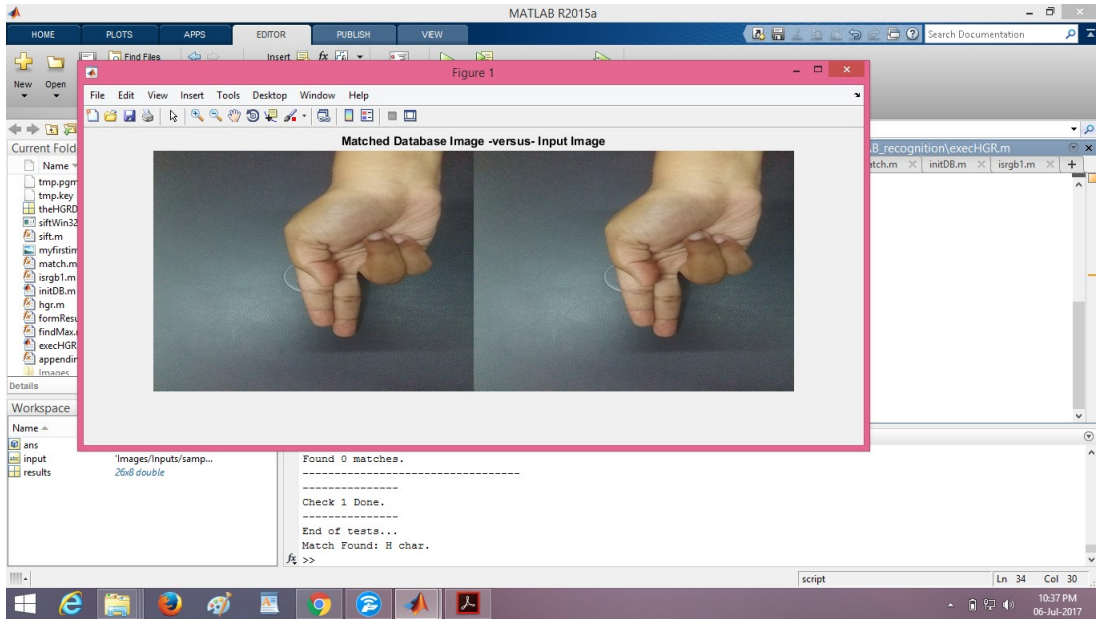 MATLAB R2015a
HOME PLOTS APPS EDITOR PUBLISH VIEW
Search Documentation
New Open Find Files Insert fx
Figure 1
File Edit View Insert Tools Desktop Window Help
Matched Database Image -versus- Input Image
Current Fold
B_recognition\execHGR.m
Name
tch.m initDB.m isrgb1.m
tmp.pgm
tmp.key
theHGRD
siftWin32
sift.m
myfirstim
match.m
isrgb1.m
initDB.m
hgr.m
formResu
findMax.
execHGR
appendin
Images
Details
Workspace
Name
ans
input 'Images/Inputs/samp...
results 26x8 double
Found 0 matches.
----------------------------------
---------------
Check 1 Done.
---------------
End of tests...
Match Found: H char.
fx >>
script Ln 34 Col 30
10:37 PM
06-Jul-2017